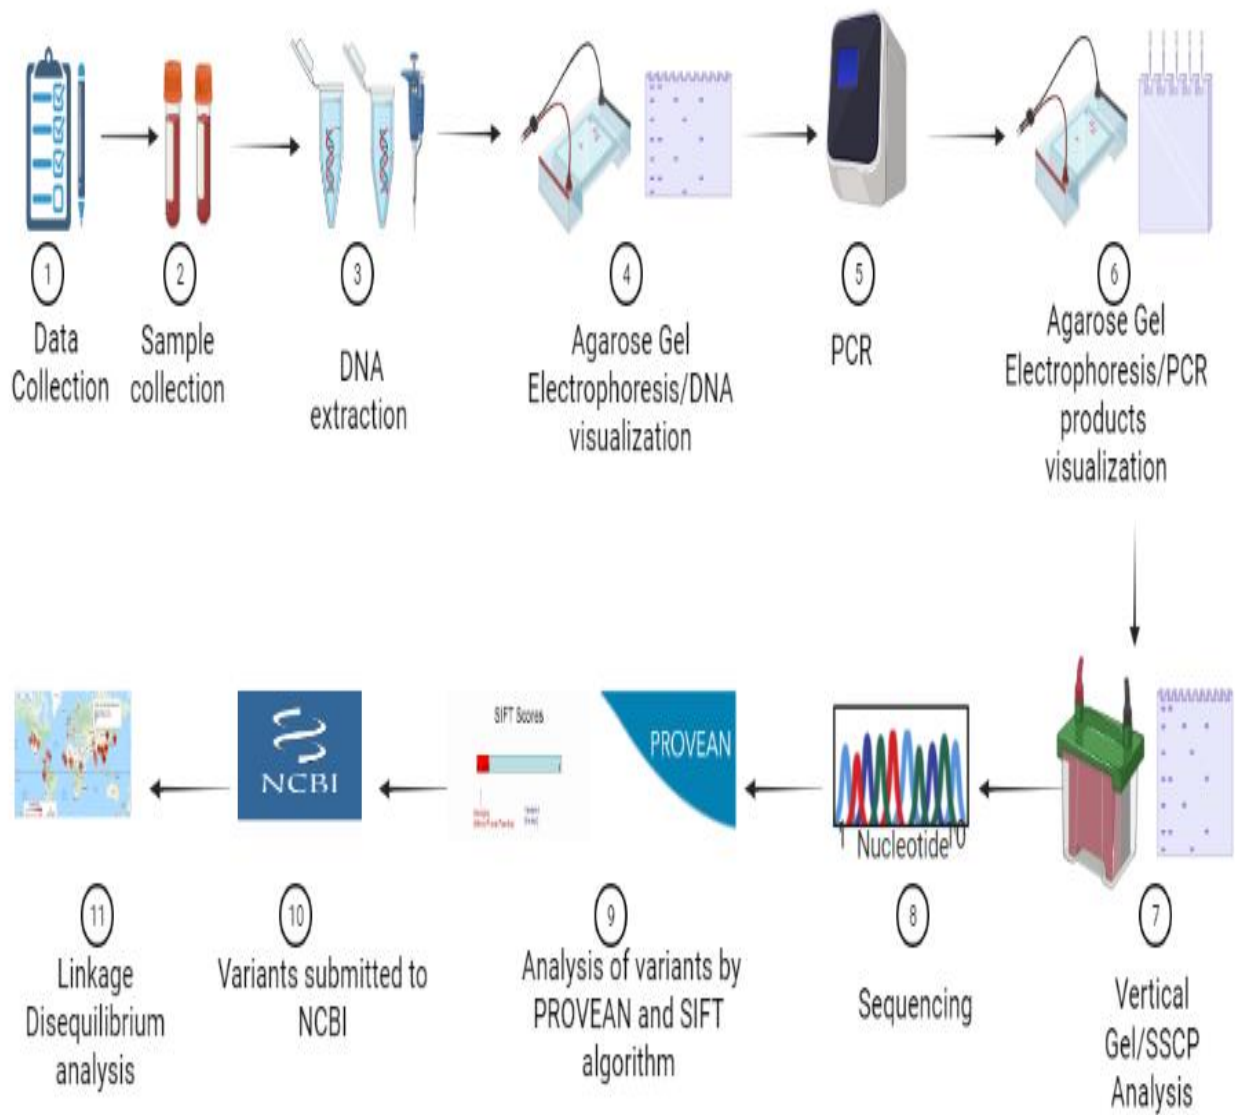 1
Data
Collection
2
Sample
collection
3
DNA
extraction
4
Agarose Gel
Electrophoresis/DNA
visualization
5
PCR
6
Agarose Gel
Electrophoresis/PCR
products
visualization
7
Vertical
Gel/SSCP
Analysis
1 Nucleotide 10
8
Sequencing
SIFT Scores
PROVEAN
9
Analysis of variants by
PROVEAN and SIFT
algorithm
NCBI
10
Variants submitted to
NCBI
11
Linkage
Disequilibrium
analysis